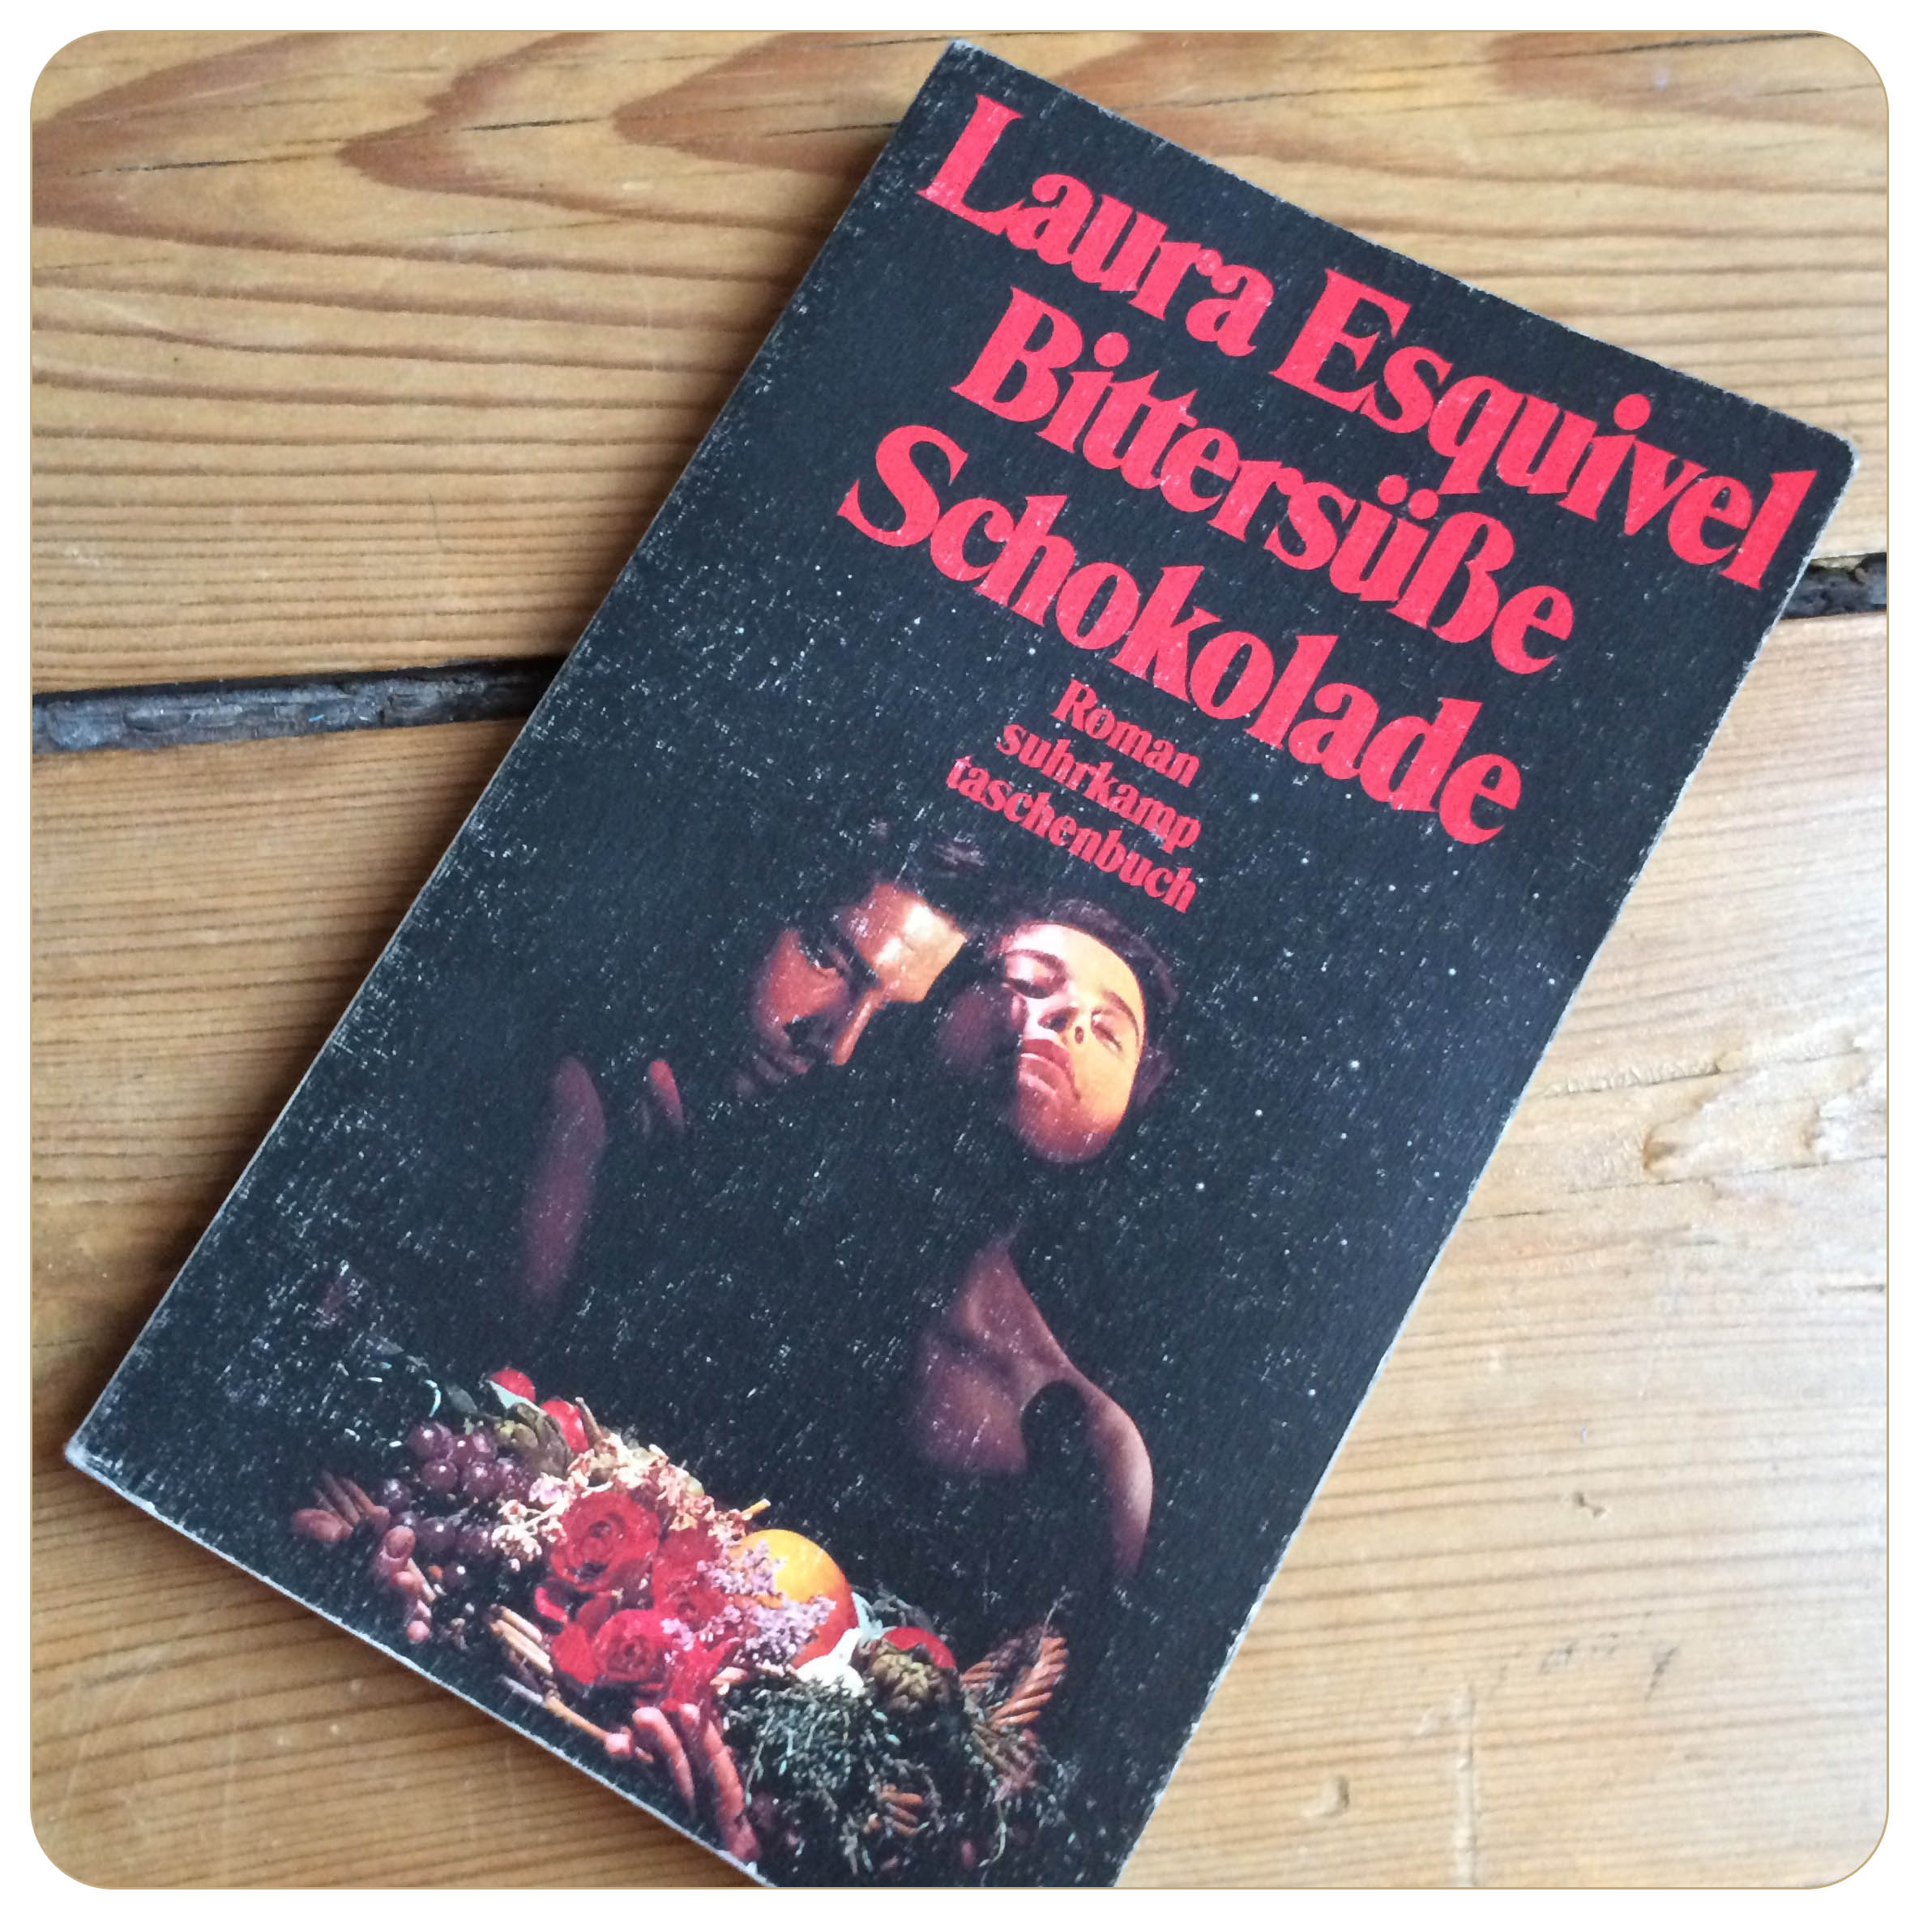 Laura Esquivel
Bittersüße
Schokolade
Roman
suhrkamp
taschenbuch